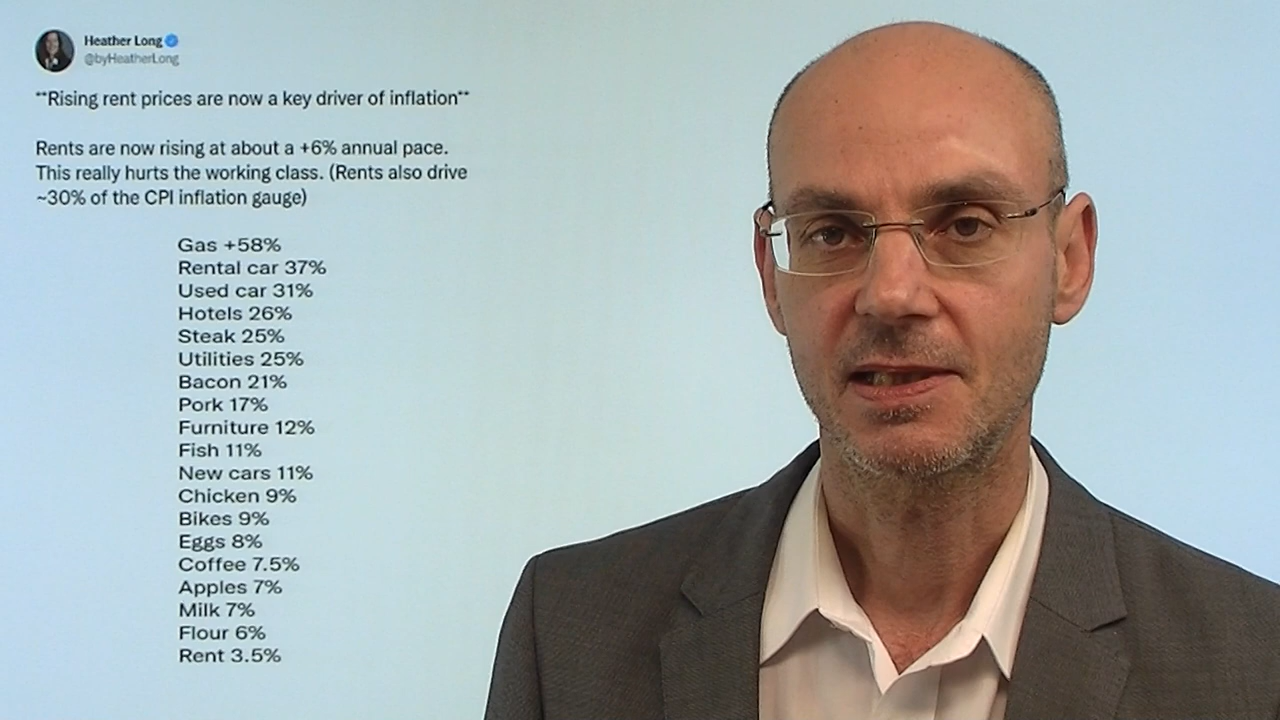 Heather Long
@byHeatherLong
**Rising rent prices are now a key driver of inflation**
Rents are now rising at about a +6% annual pace.
This really hurts the working class. (Rents also drive
~30% of the CPI inflation gauge)
Gas +58%
Rental car 37%
Used car 31%
Hotels 26%
Steak 25%
Utilities 25%
Bacon 21%
Pork 17%
Furniture 12%
Fish 11%
New cars 11%
Chicken 9%
Bikes 9%
Eggs 8%
Coffee 7.5%
Apples 7%
Milk 7%
Flour 6%
Rent 3.5%